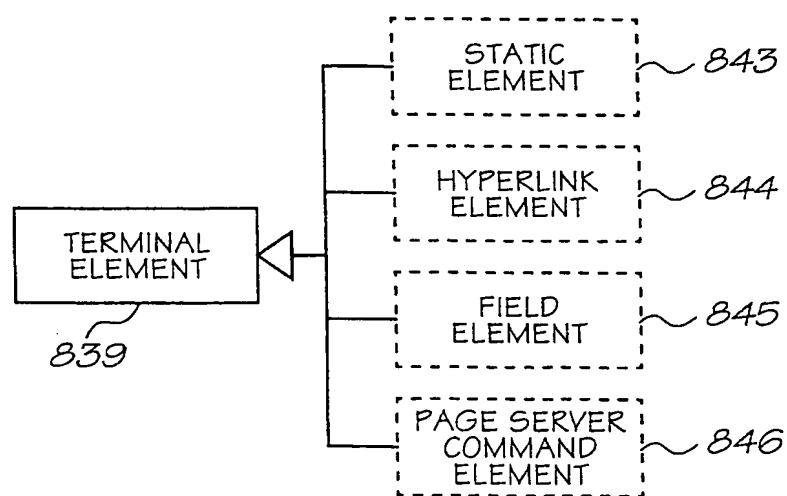 STATIC
ELEMENT
843
HYPERLINK
ELEMENT
844
TERMINAL
ELEMENT
839
FIELD
ELEMENT
845
PAGE SERVER
COMMAND
ELEMENT
846